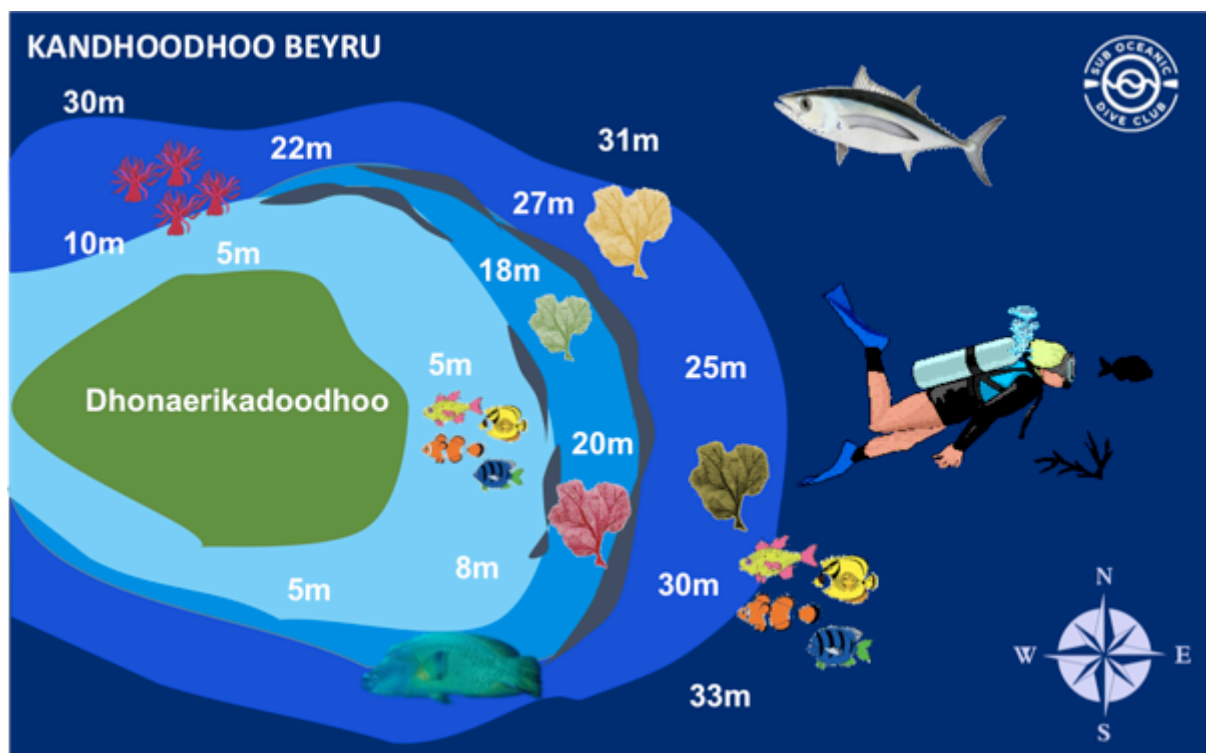 KANDHOODHOO BEYRU
SUB OCEANIC
DIVE CLUB
30m
22m
31m
27m
10m
5m
18m
5m
25m
Dhonaerikadoodhoo
20m
8m
30m
5m
33m
N
W
E
S